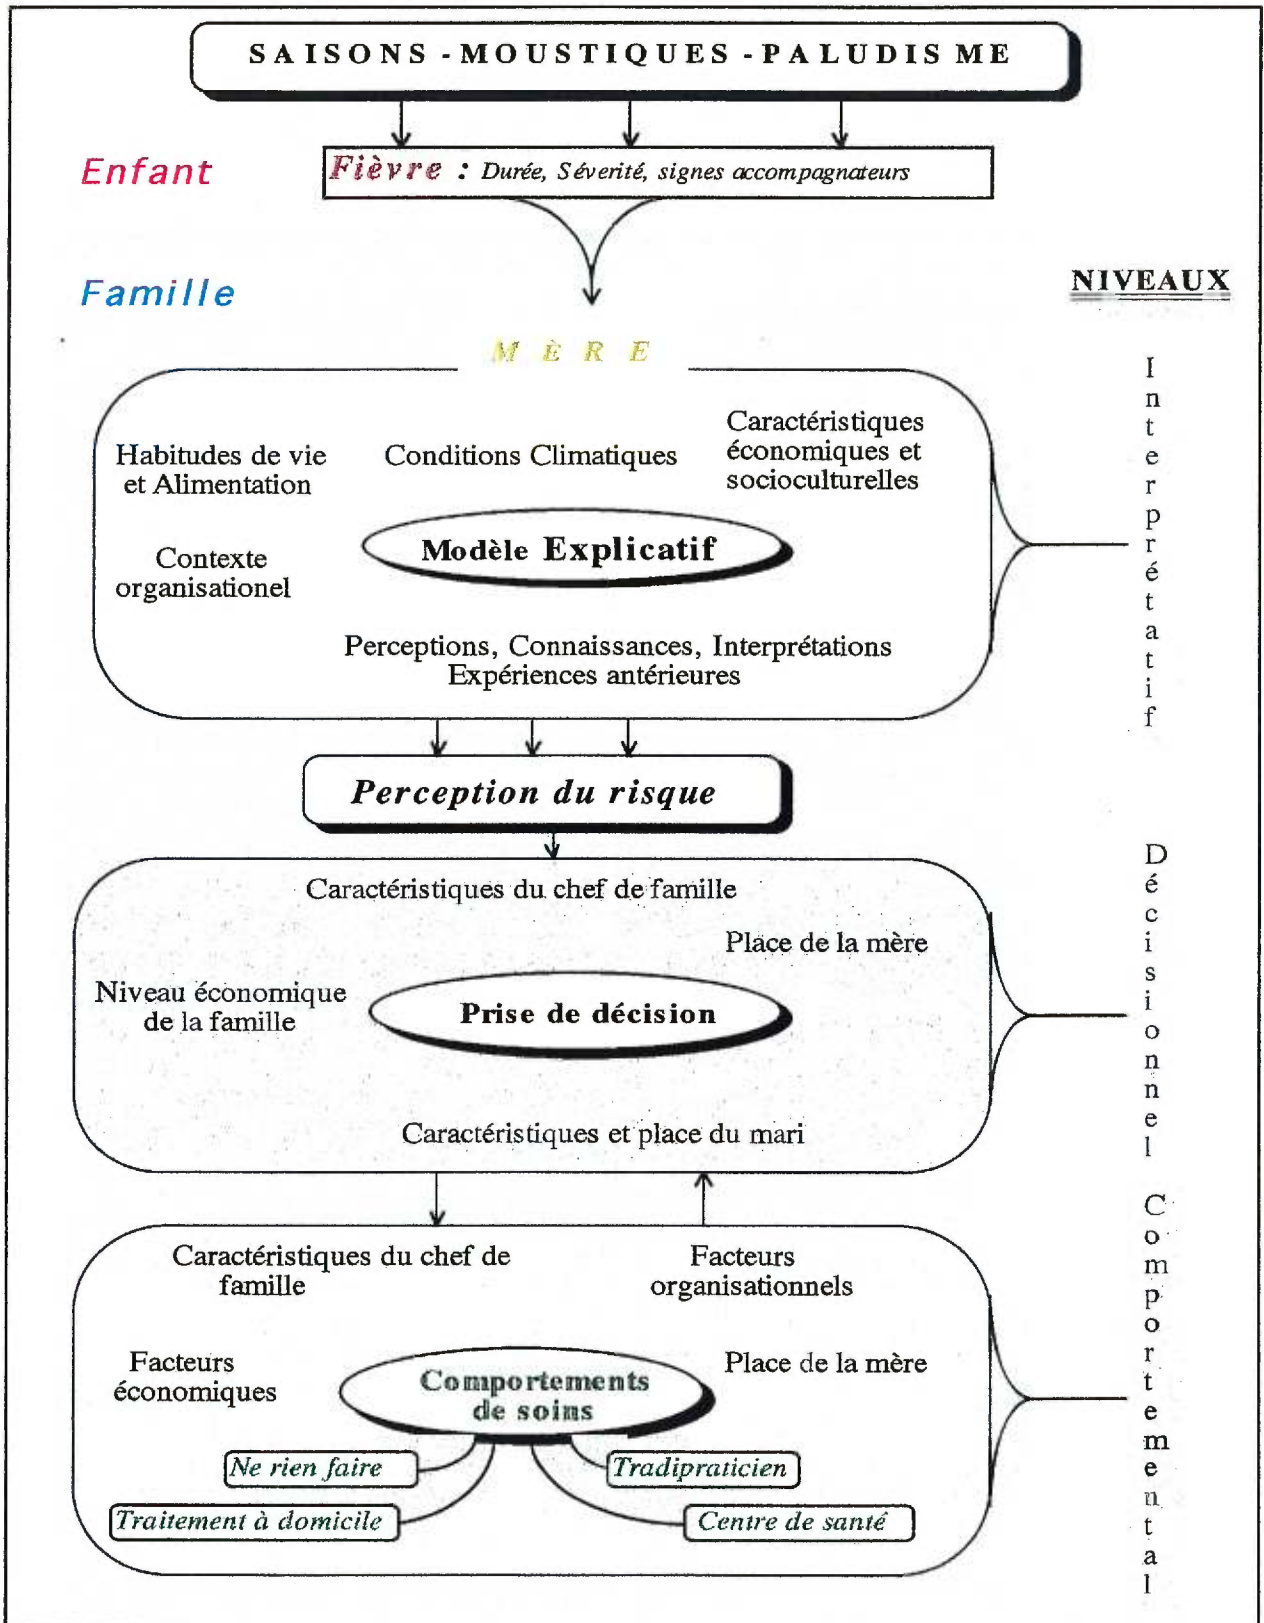 SAISONS - MOUSTIQUES - PALUDISME
Enfant
Fièvre : Durée, Séverité, signes accompagnateurs
Famille
NIVEAUX
MÈRE
Habitudes de vie
et Alimentation
Conditions Climatiques
Caractéristiques
économiques et
socioculturelles
Contexte
organisationel
Modèle Explicatif
Perceptions, Connaissances, Interprétations
Expériences antérieures
Interprétatif
Perception du risque
Caractéristiques du chef de famille
Place de la mère
Niveau économique
de la famille
Prise de décision
Caractéristiques et place du mari
Décisionnel
Caractéristiques du chef de
famille
Facteurs
organisationnels
Facteurs
économiques
Comportements
de soins
Place de la mère
Ne rien faire
Tradipraticien
Traitement à domicile
Centre de santé
Comportemental